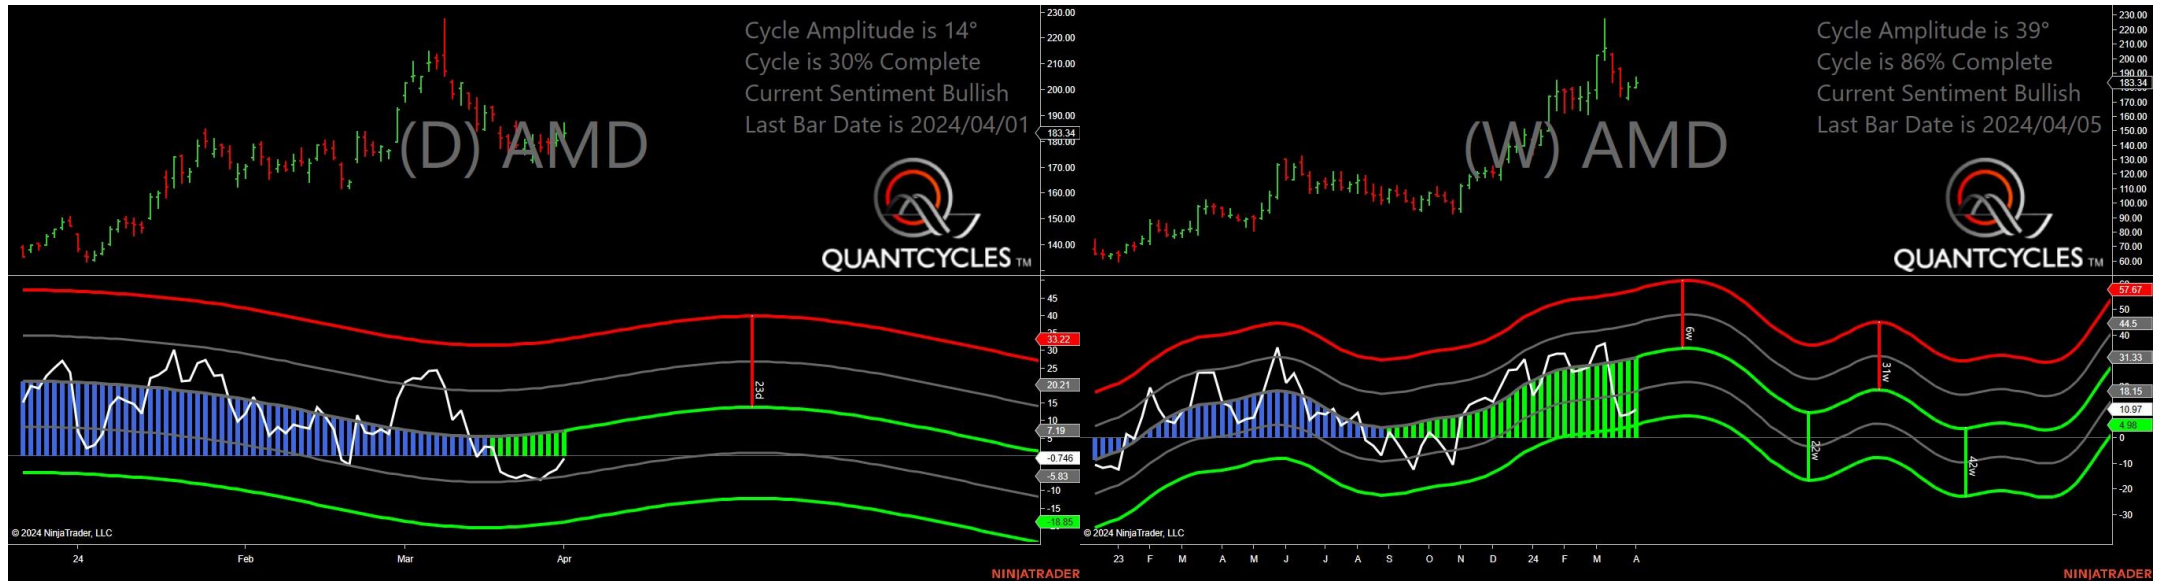 Cycle Amplitude is 14°
Cycle is 30% Complete
Current Sentiment Bullish
Last Bar Date is 2024/04/01
(D) AMD
QUANTCYCLES TM
230.00
220.00
210.00
200.00
190.00
183.34
180.00
170.00
160.00
150.00
140.00
45
40
33.22
30
25
20.21
15
10
7.19
5
-0.746
-5.83
-10
-15
-18.85
23d
© 2024 NinjaTrader, LLC
24 Feb Mar Apr
NINJATRADER
Cycle Amplitude is 39°
Cycle is 86% Complete
Current Sentiment Bullish
Last Bar Date is 2024/04/05
(W) AMD
QUANTCYCLES TM
230.00
220.00
210.00
200.00
190.00
183.34
180.00
170.00
160.00
150.00
140.00
130.00
120.00
110.00
100.00
90.00
80.00
70.00
60.00
57.67
50
44.5
40
31.33
18.15
10.97
4.98
0
-10
-20
-30
6w
22w
31w
42w
© 2024 NinjaTrader, LLC
23 F M A M J J A S O N D 24 F M A
NINJATRADER